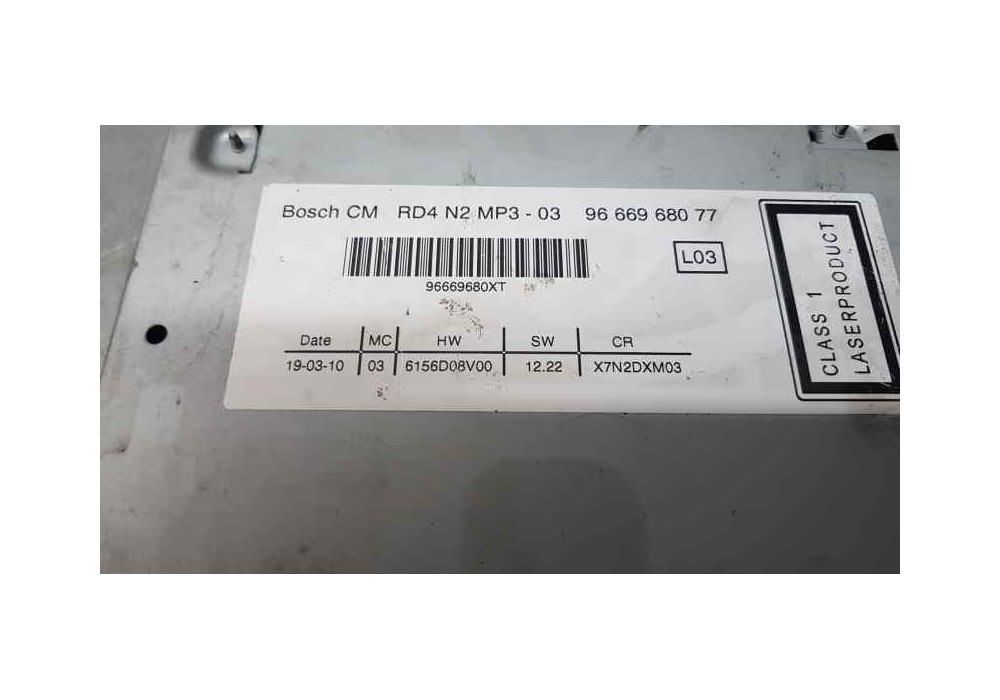 Bosch CM RD4 N2 MP3 - 03 96 669 680 77
L03
96669680XT
Date MC HW SW CR
19-03-10 03 6156D08V00 12.22 X7N2DXM03
CLASS 1
LASERPRODUCT